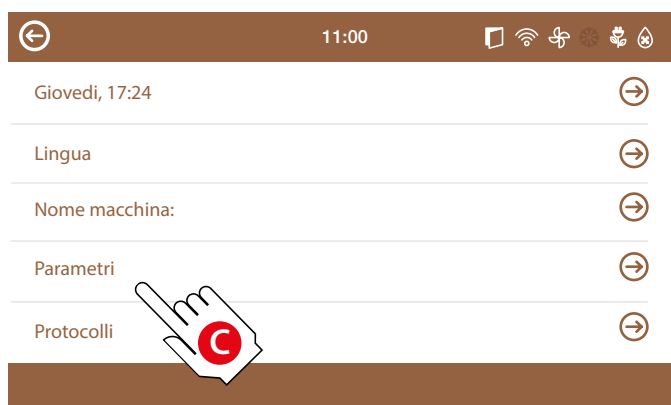 11:00
Giovedi, 17:24
Lingua
Nome macchina:
Parametri
Protocolli
C